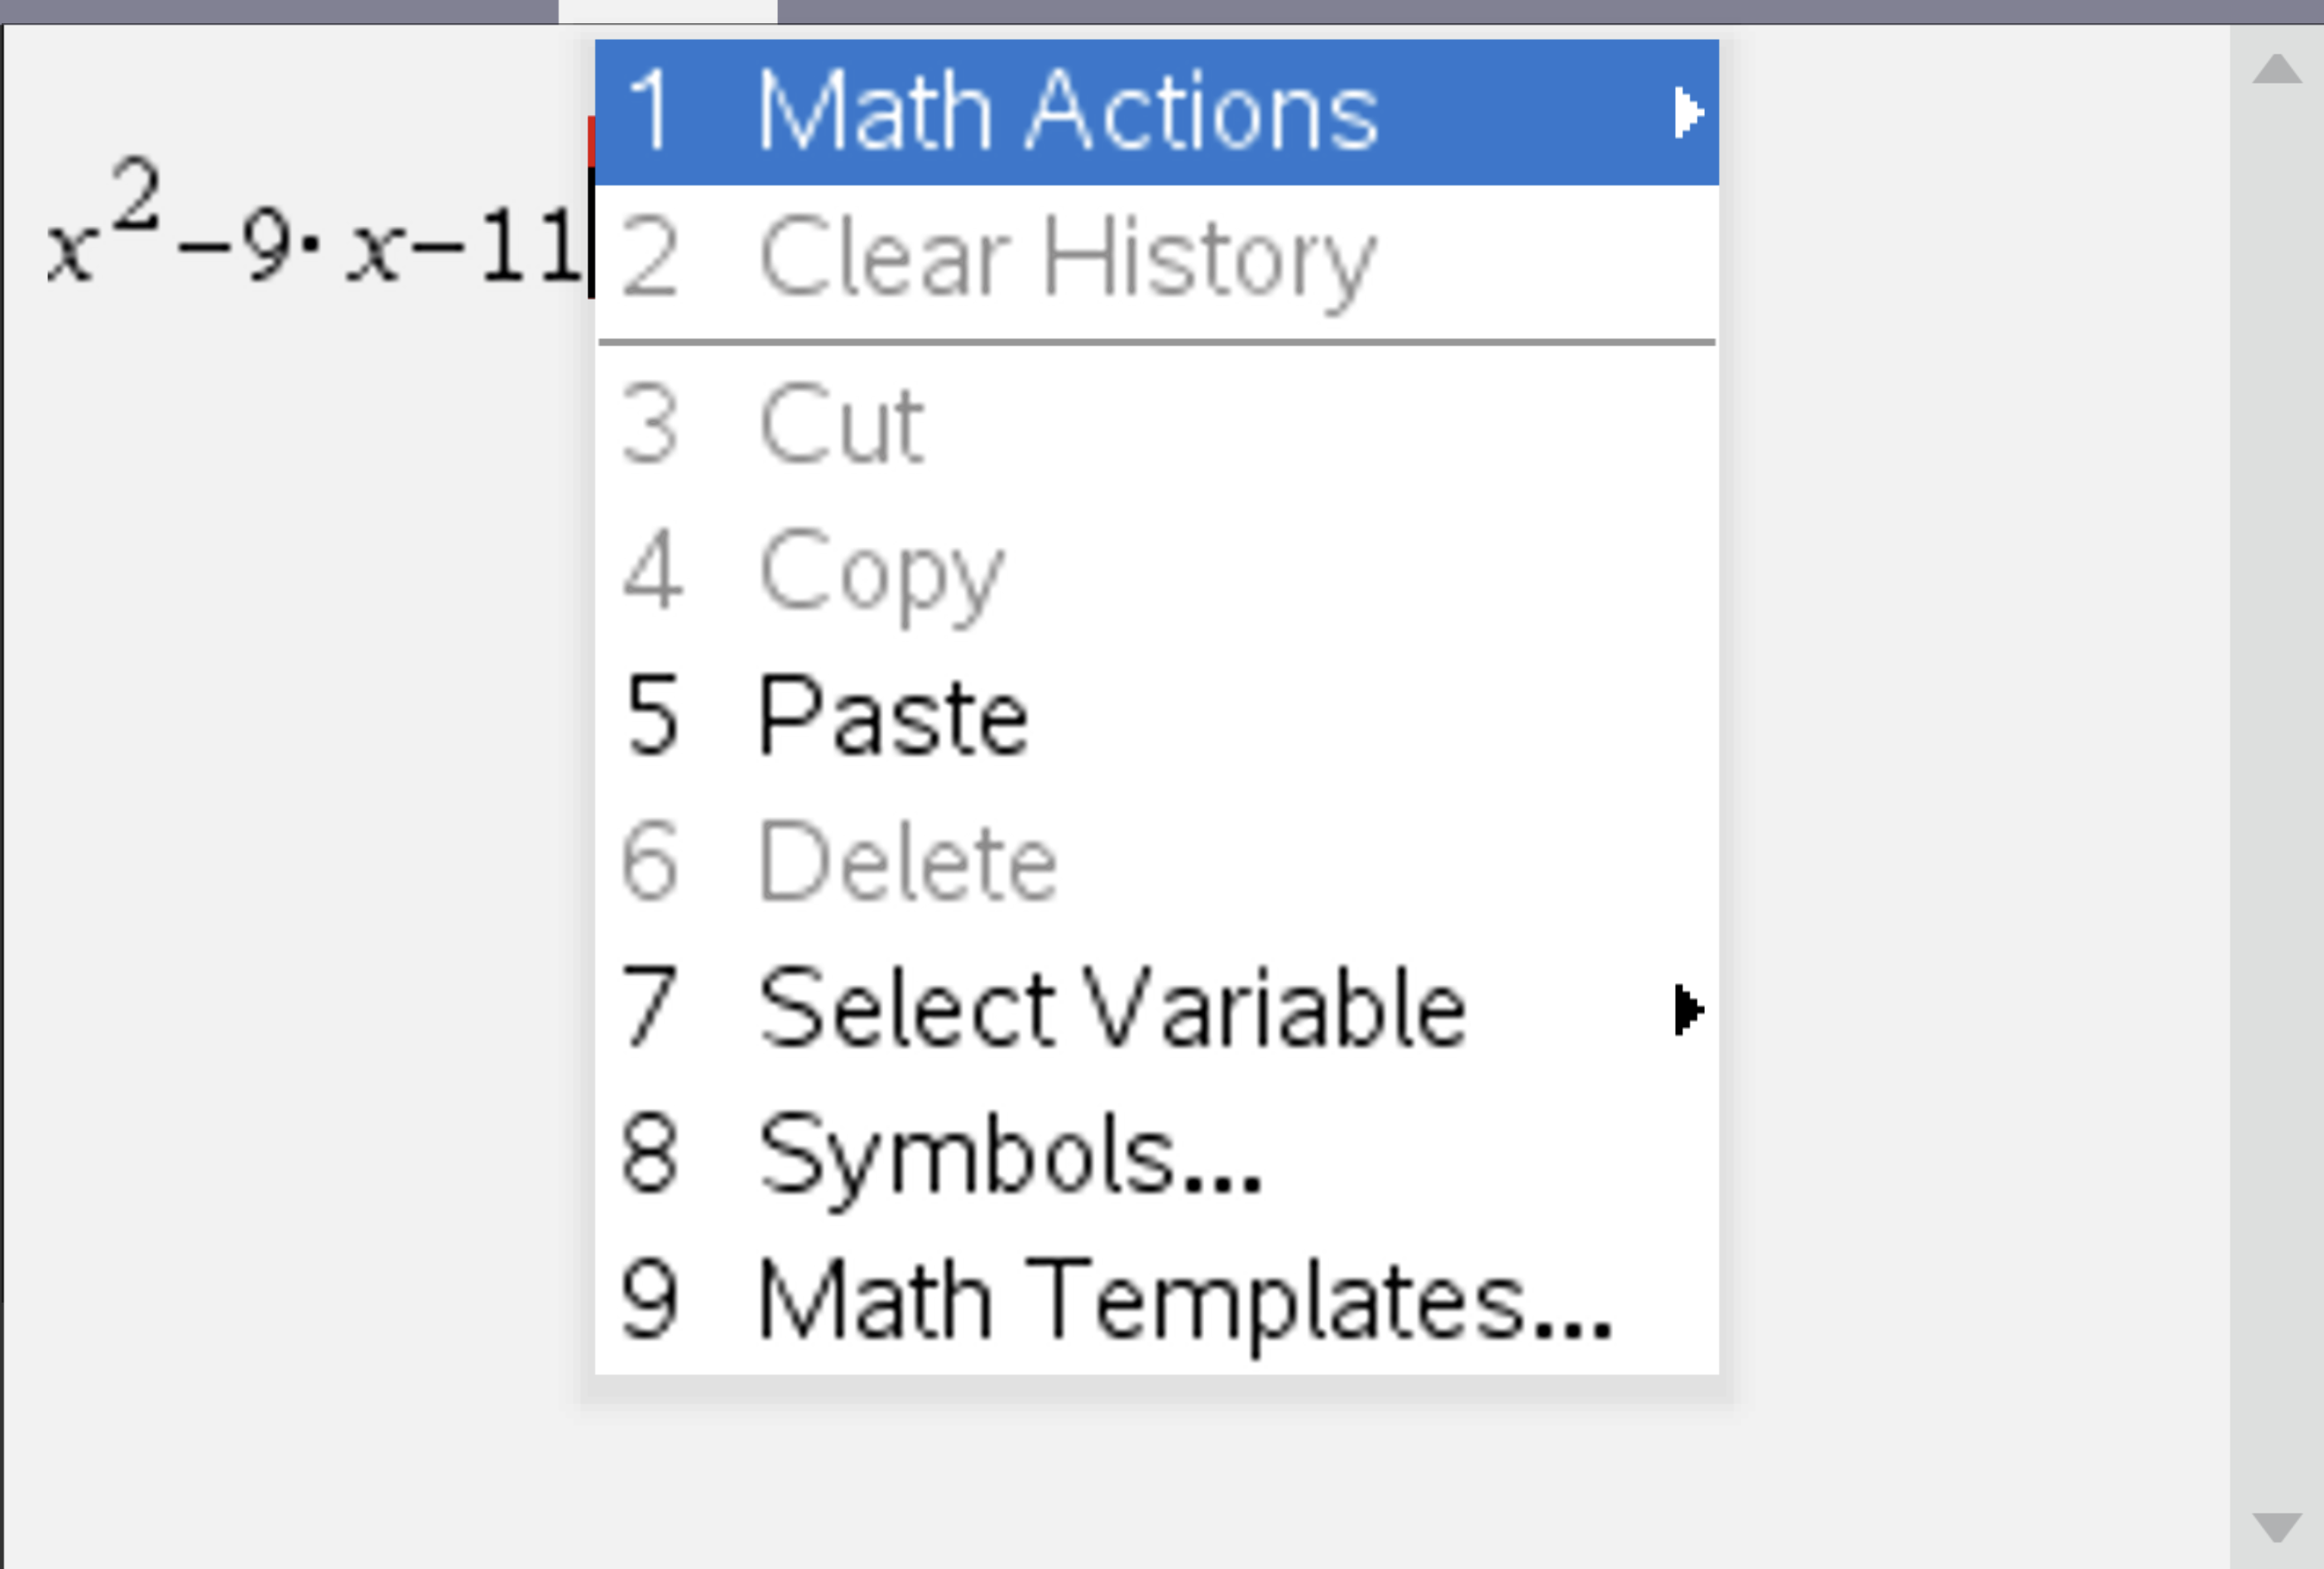 x²−9·x−11
1 Math Actions
2 Clear History
3 Cut
4 Copy
5 Paste
6 Delete
7 Select Variable
8 Symbols...
9 Math Templates...